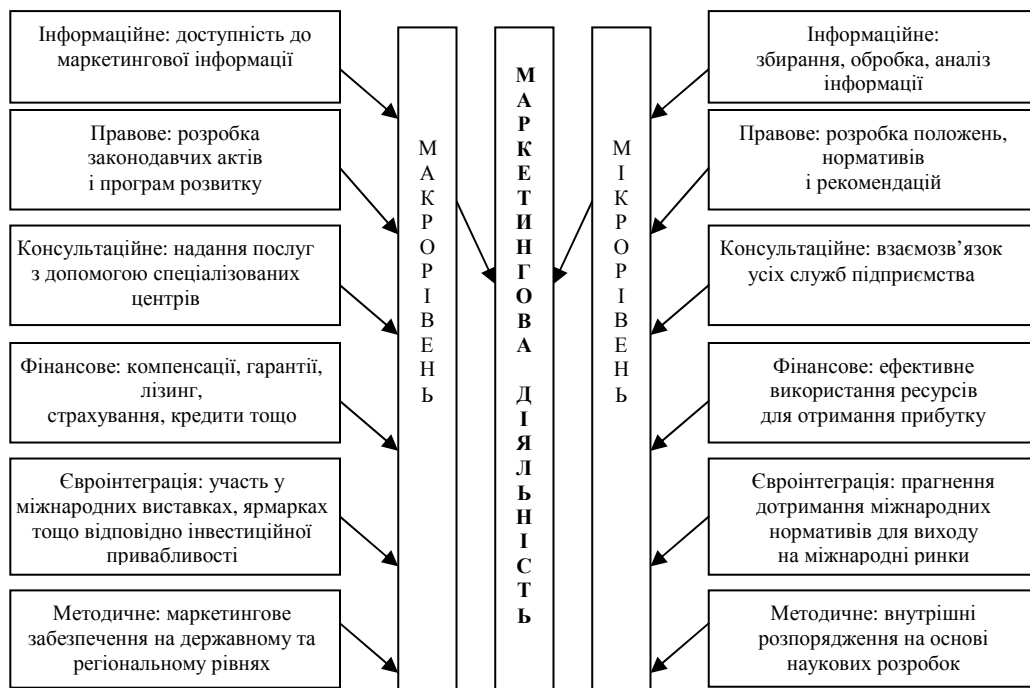 Інформаційне: доступність до
маркетингової інформації
Правове: розробка
законодавчих актів
і програм розвитку
Консультаційне: надання послуг
з допомогою спеціалізованих
центрів
Фінансове: компенсації, гарантії,
лізинг,
страхування, кредити тощо
Євроінтеграція: участь у
міжнародних виставках, ярмарках
тощо відповідно інвестиційної
привабливості
Методичне: маркетингове
забезпечення на державному та
регіональному рівнях
МАКРОРІВЕНЬ
МАРКЕТИНГОВА ДІЯЛЬНІСТЬ
МІКРОРІВЕНЬ
Інформаційне:
збирання, обробка, аналіз
інформації
Правове: розробка положень,
нормативів
і рекомендацій
Консультаційне: взаємозв’язок
усіх служб підприємства
Фінансове: ефективне
використання ресурсів
для отримання прибутку
Євроінтеграція: прагнення
дотримання міжнародних
нормативів для виходу
на міжнародні ринки
Методичне: внутрішні
розпорядження на основі
наукових розробок